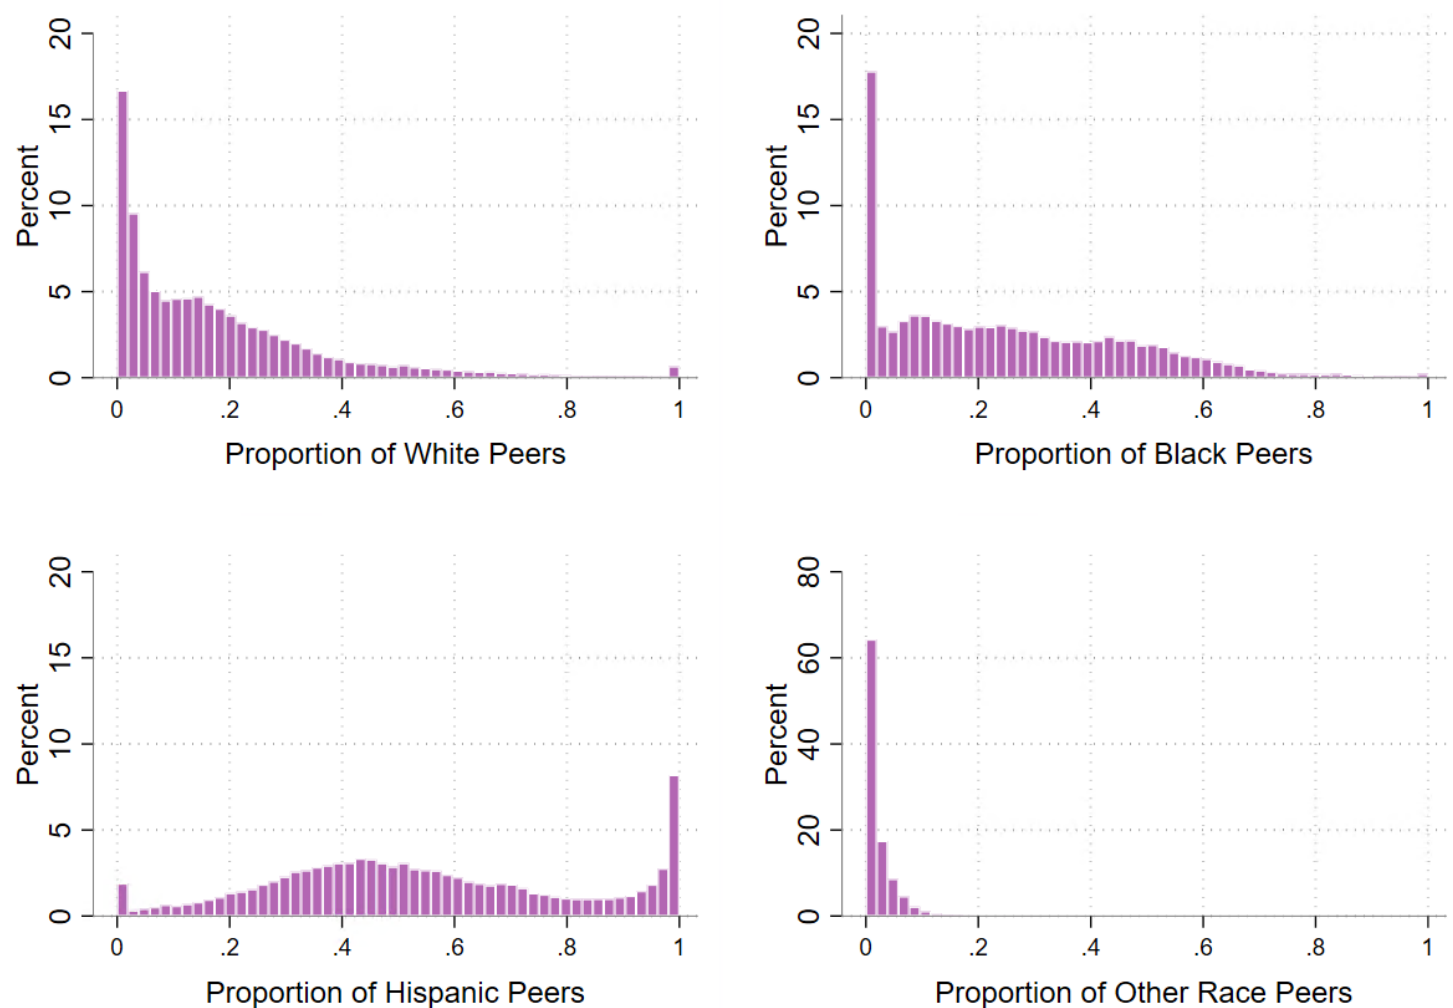 20
15
10
5
0
Percent
0 .2 .4 .6 .8 1
Proportion of White Peers
20
15
10
5
0
Percent
0 .2 .4 .6 .8 1
Proportion of Black Peers
20
15
10
5
0
Percent
0 .2 .4 .6 .8 1
Proportion of Hispanic Peers
80
60
40
20
0
Percent
0 .2 .4 .6 .8 1
Proportion of Other Race Peers